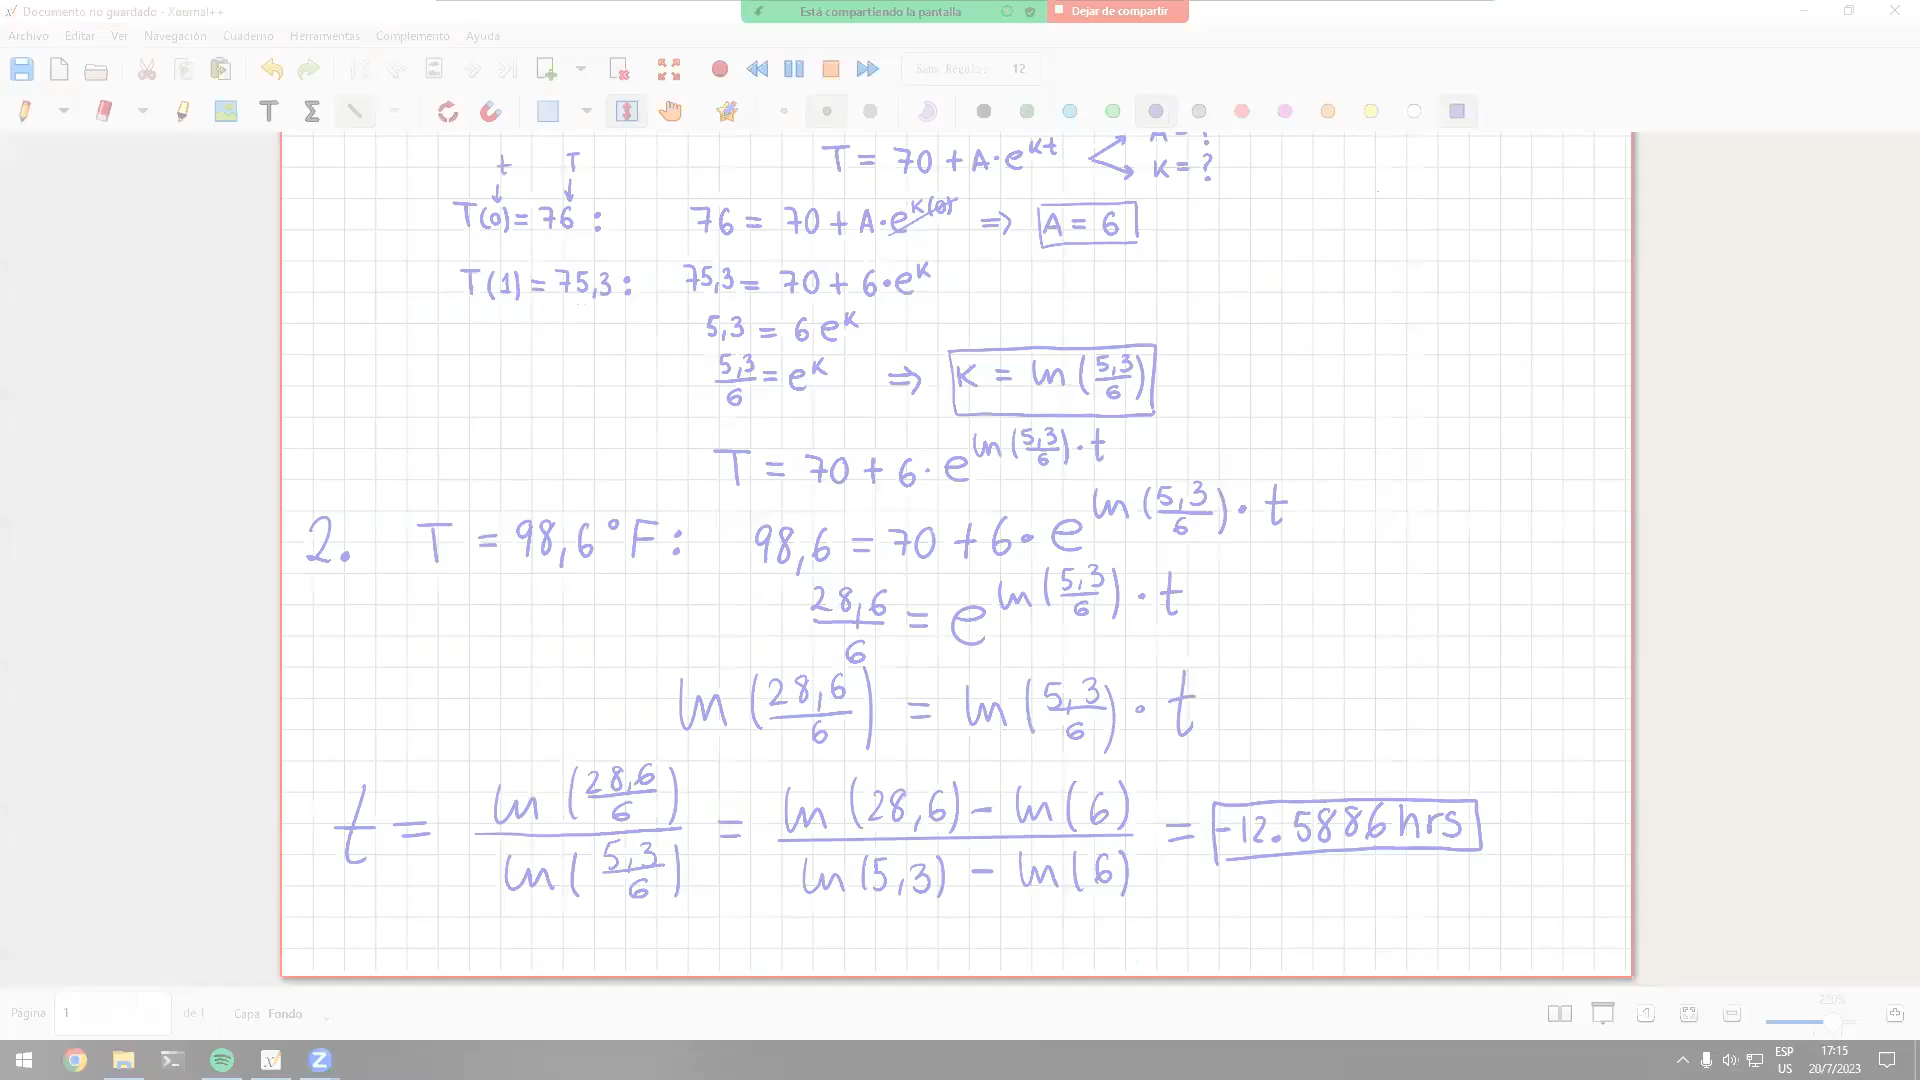 Documento no guardado - Xournal++
Está compartiendo la pantalla
Dejar de compartir
Archivo Editar Ver Navegación Cuaderno Herramientas Complemento Ayuda
Sans Regular 12
t T
T = 70 + A·e^{Kt}
A = ?
K = ?
T(0) = 76 : 76 = 70 + A·e^{K(0)} ⇒ A = 6
T(1) = 75,3 : 75,3 = 70 + 6·e^K
5,3 = 6 e^K
5,3/6 = e^K ⇒ K = ln(5,3/6)
T = 70 + 6·e^{ln(5,3/6)·t}
2. T = 98,6°F : 98,6 = 70 + 6·e^{ln(5,3/6)·t}
28,6/6 = e^{ln(5,3/6)·t}
ln(28,6/6) = ln(5,3/6)·t
t = ln(28,6/6)/ln(5,3/6) = (ln(28,6) - ln(6))/(ln(5,3) - ln(6)) = -12.5886 hrs
Página 1 de 1 Capa Fondo
220%
ESP
US
17:15
20/7/2023